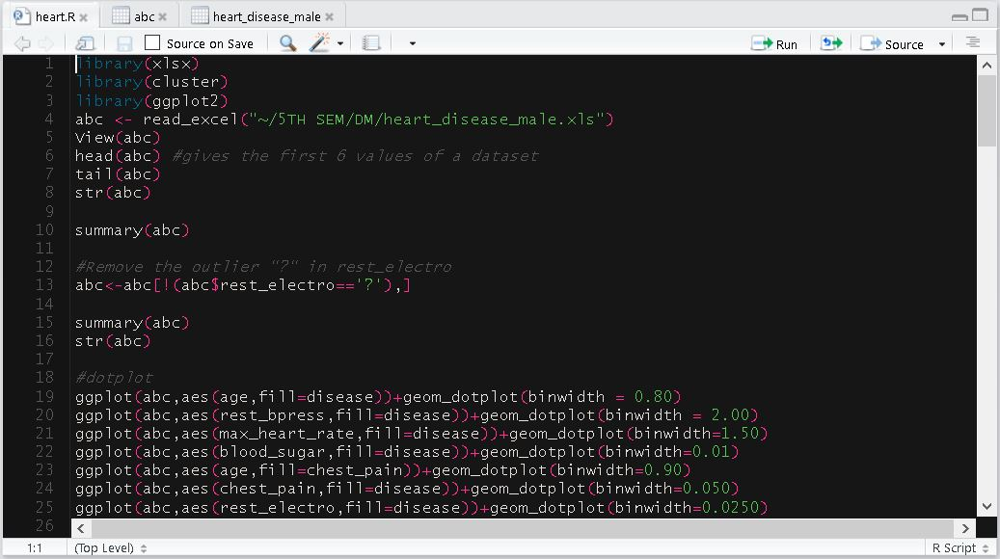 heart.R
abc
heart_disease_male
Source on Save
Run
Source
1 library(xlsx)
2 library(cluster)
3 library(ggplot2)
4 abc <- read_excel("~/5TH SEM/DM/heart_disease_male.xls")
5 View(abc)
6 head(abc) #gives the first 6 values of a dataset
7 tail(abc)
8 str(abc)
9
10 summary(abc)
11
12 #Remove the outlier "?" in rest_electro
13 abc<-abc[!(abc$rest_electro=='?'),]
14
15 summary(abc)
16 str(abc)
17
18 #dotplot
19 ggplot(abc,aes(age,fill=disease))+geom_dotplot(binwidth = 0.80)
20 ggplot(abc,aes(rest_bpress,fill=disease))+geom_dotplot(binwidth = 2.00)
21 ggplot(abc,aes(max_heart_rate,fill=disease))+geom_dotplot(binwidth=1.50)
22 ggplot(abc,aes(blood_sugar,fill=disease))+geom_dotplot(binwidth=0.01)
23 ggplot(abc,aes(age,fill=chest_pain))+geom_dotplot(binwidth=0.90)
24 ggplot(abc,aes(chest_pain,fill=disease))+geom_dotplot(binwidth=0.050)
25 ggplot(abc,aes(rest_electro,fill=disease))+geom_dotplot(binwidth=0.0250)
26
1:1 (Top Level) R Script